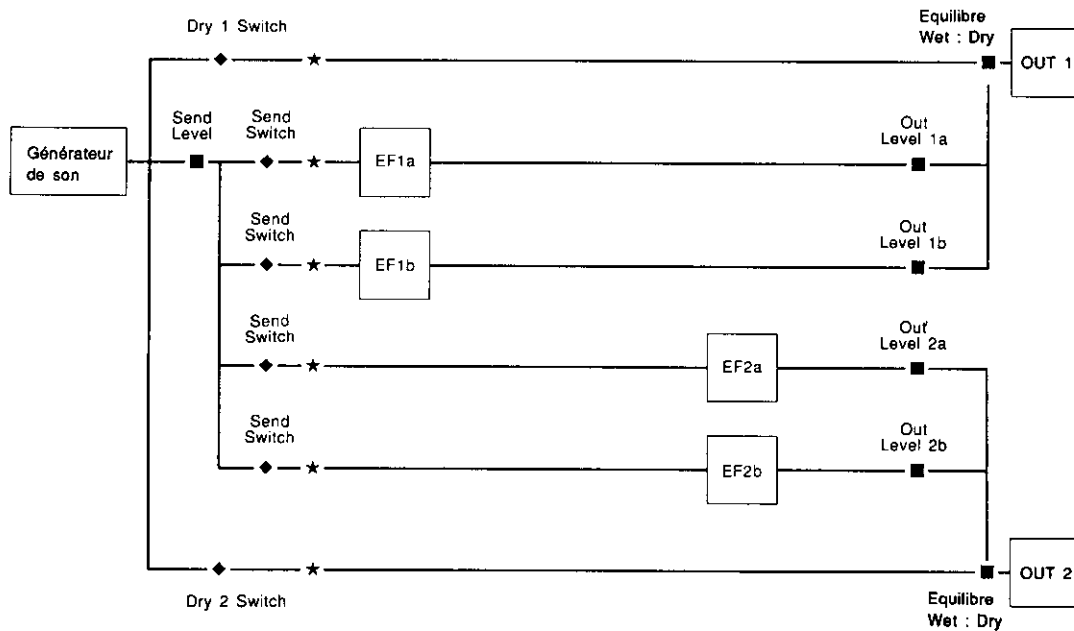 Dry 1 Switch
Equilibre
Wet : Dry
OUT 1
Send
Level
Send
Switch
Out
Level 1a
Générateur
de son
EF1a
Send
Switch
Out
Level 1b
EF1b
Send
Switch
Out
Level 2a
EF2a
Send
Switch
Out
Level 2b
EF2b
OUT 2
Dry 2 Switch
Equilibre
Wet : Dry